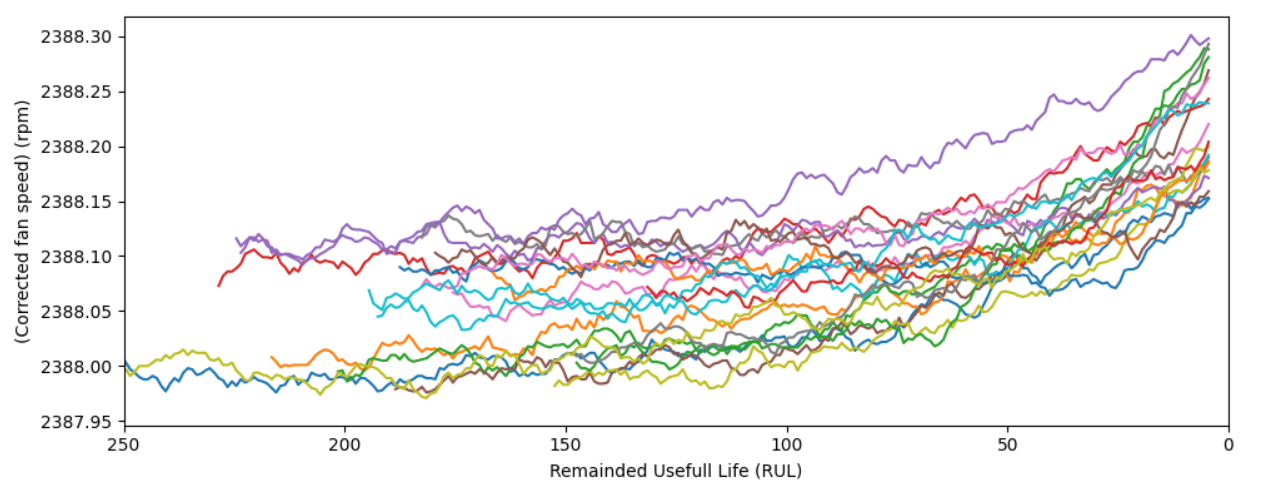 2388.30
2388.25
2388.20
2388.15
2388.10
2388.05
2388.00
2387.95
(Corrected fan speed) (rpm)
250 200 150 100 50 0
Remainded Usefull Life (RUL)